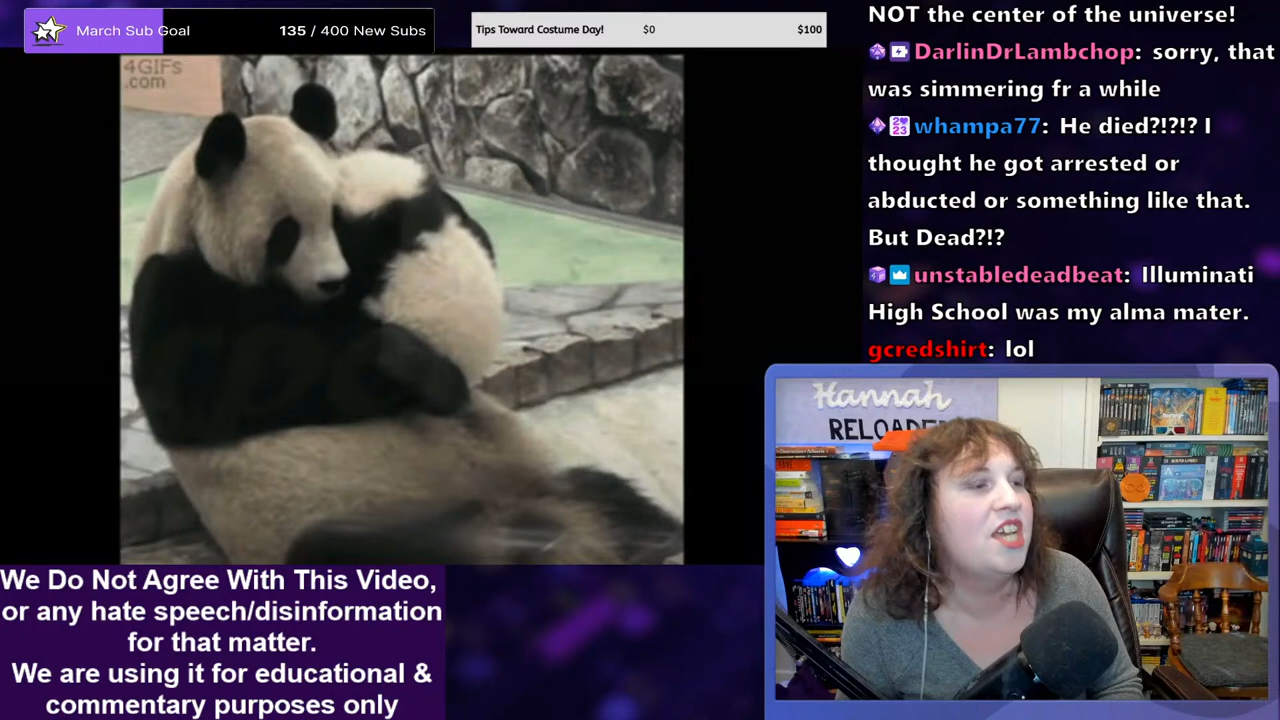 March Sub Goal 135 / 400 New Subs
Tips Toward Costume Day! $0 $100
4GIFs
.com
NOT the center of the universe!
DarlinDrLambchop: sorry, that
was simmering fr a while
whampa77: He died?!?!? I
thought he got arrested or
abducted or something like that.
But Dead?!?
unstabledeadbeat: Illuminati
High School was my alma mater.
gcredshirt: lol
Hannah
RELOADED
We Do Not Agree With This Video,
or any hate speech/disinformation
for that matter.
We are using it for educational &
commentary purposes only